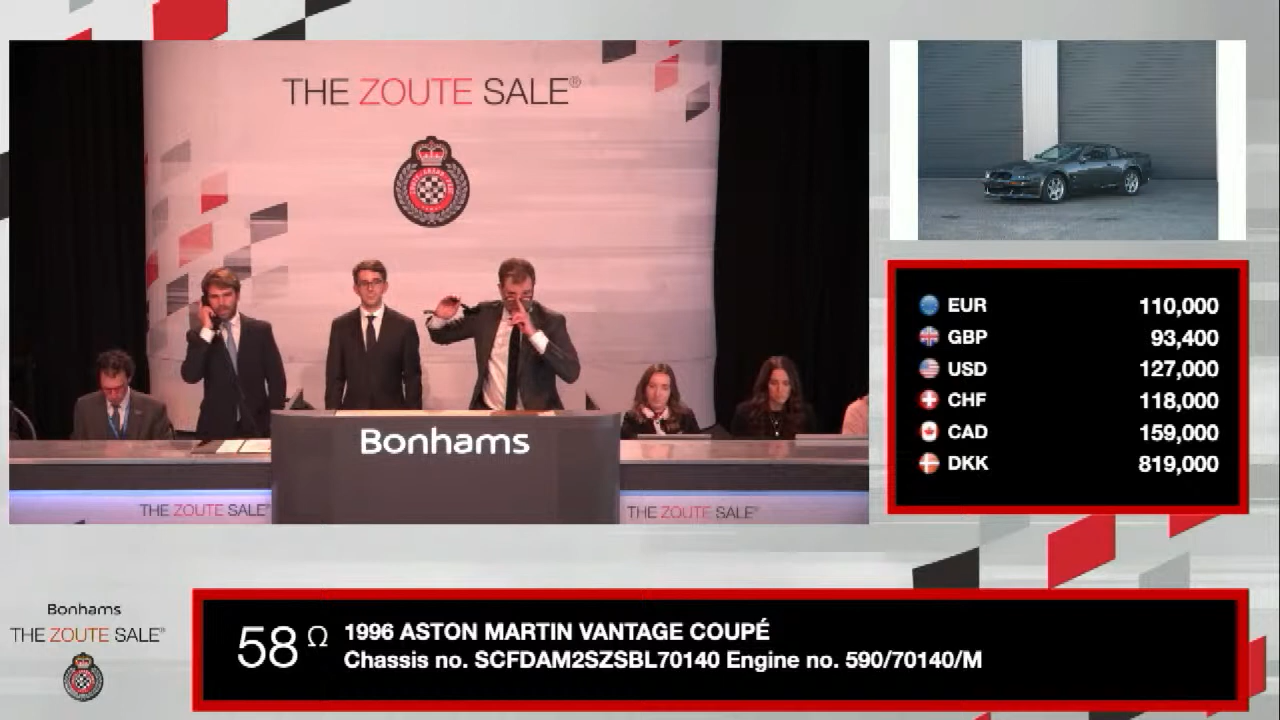 THE ZOUTE SALE®
Bonhams
THE ZOUTE SALE®
THE ZOUTE SALE®
EUR 110,000
GBP 93,400
USD 127,000
CHF 118,000
CAD 159,000
DKK 819,000
Bonhams
THE ZOUTE SALE®
58 Ω
1996 ASTON MARTIN VANTAGE COUPÉ
Chassis no. SCFDAM2SZSBL70140 Engine no. 590/70140/M